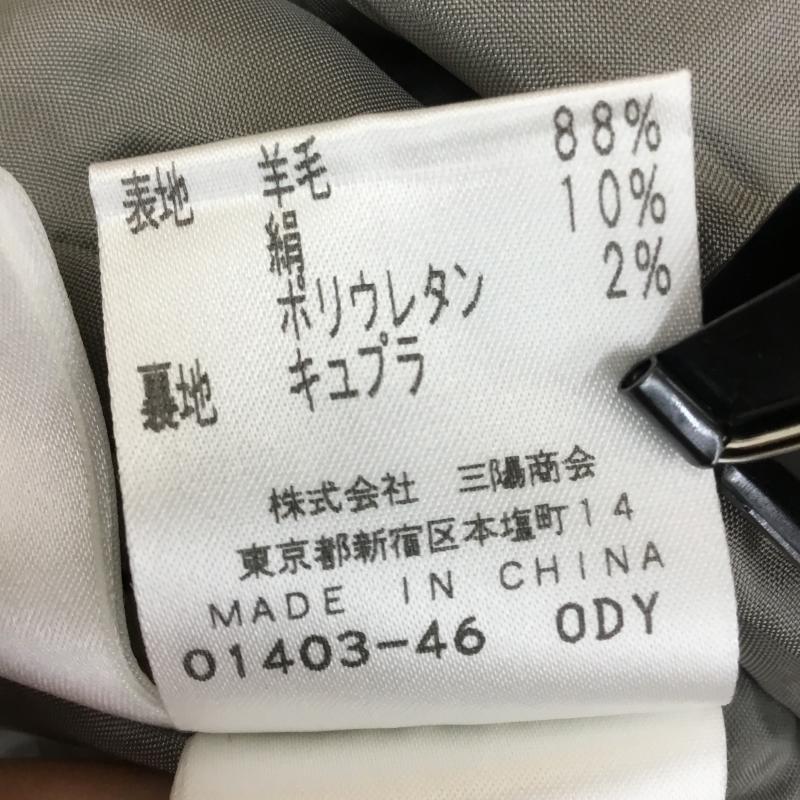 表地 羊毛 88%
絹 10%
ポリウレタン 2%
裏地 キュプラ
株式会社 三陽商会
東京都新宿区本塩町14
MADE IN CHINA
01403-46 ODY